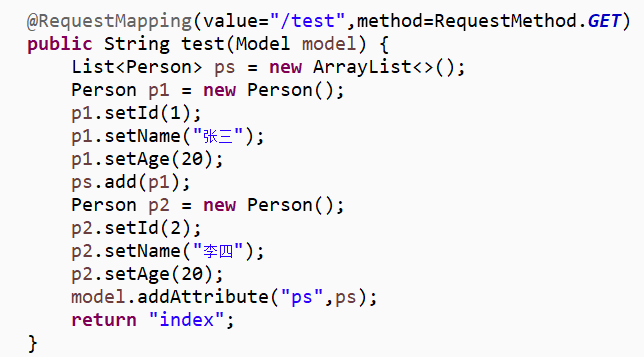 @RequestMapping(value="/test",method=RequestMethod.GET)
public String test(Model model) {
    List<Person> ps = new ArrayList<>();
    Person p1 = new Person();
    p1.setId(1);
    p1.setName("张三");
    p1.setAge(20);
    ps.add(p1);
    Person p2 = new Person();
    p2.setId(2);
    p2.setName("李四");
    p2.setAge(20);
    model.addAttribute("ps",ps);
    return "index";
}